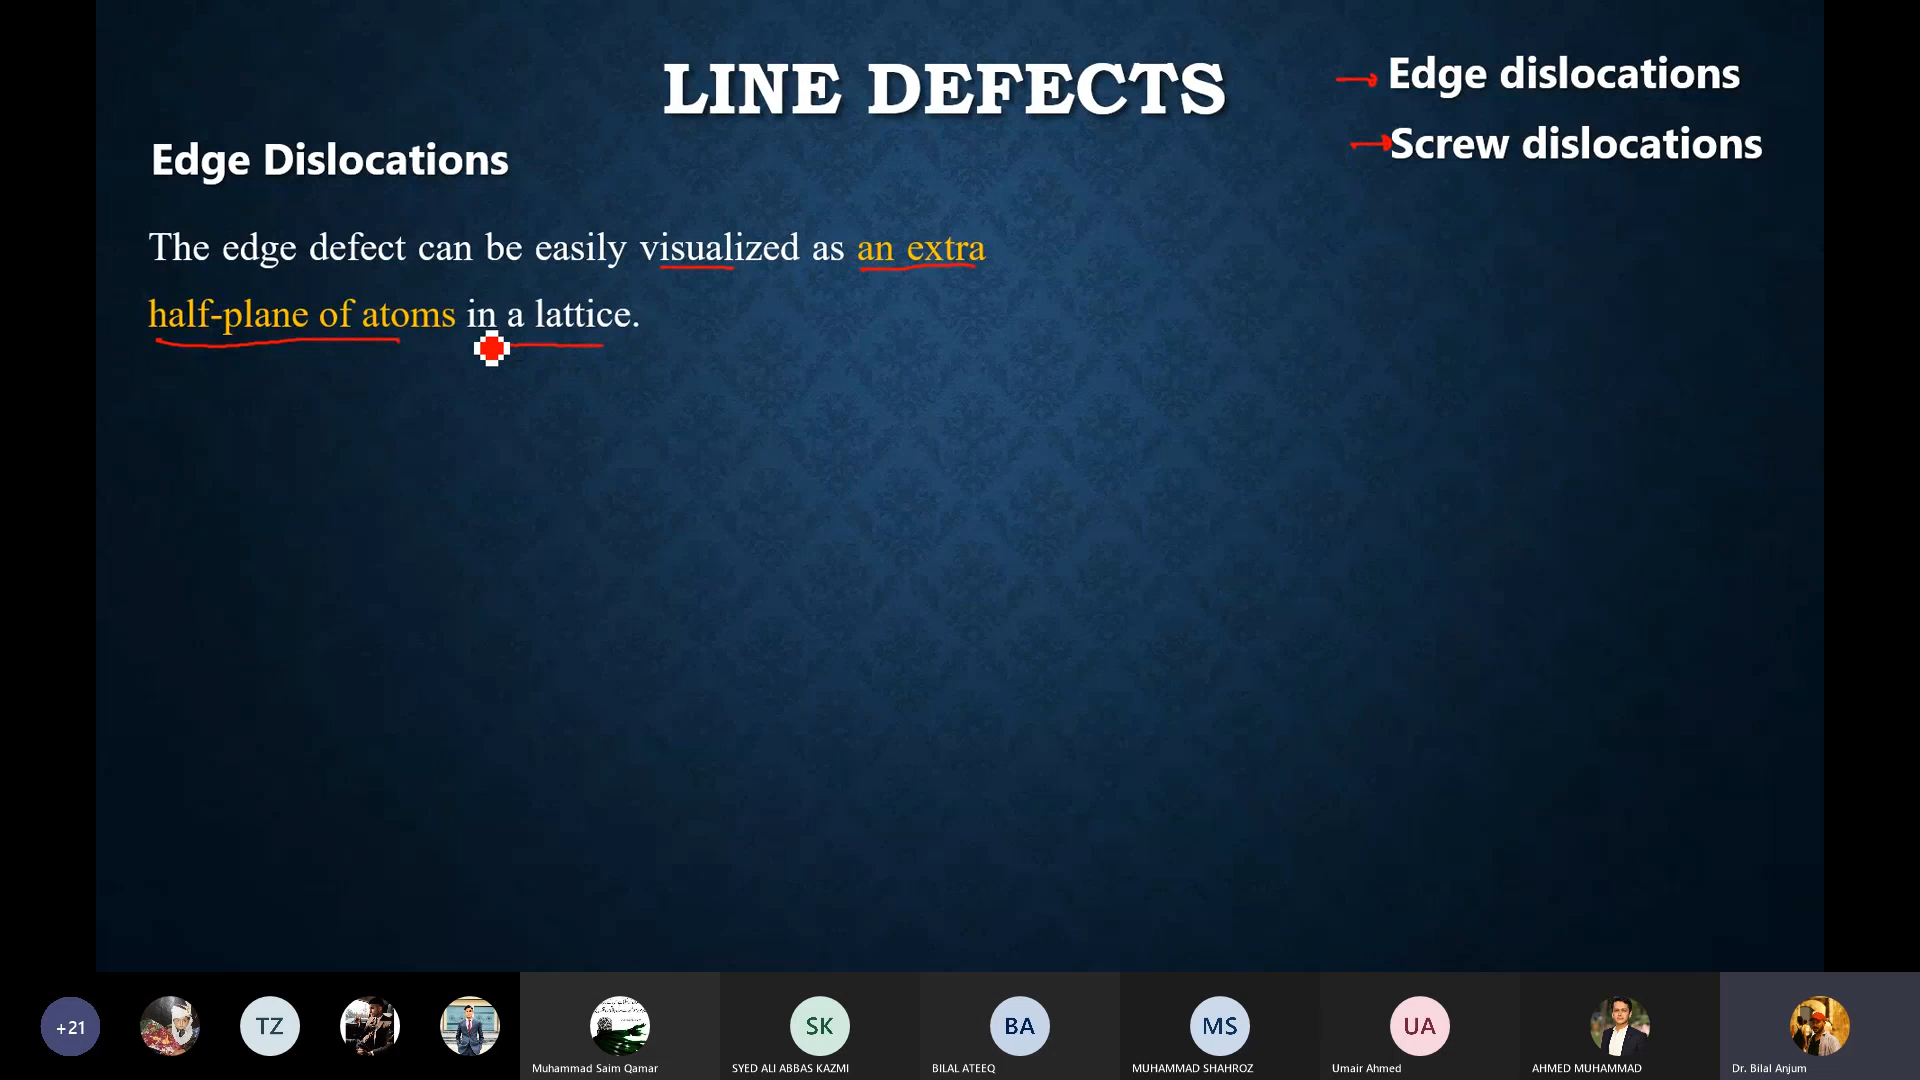 LINE DEFECTS
Edge dislocations
Screw dislocations
Edge Dislocations
The edge defect can be easily visualized as an extra
half-plane of atoms in a lattice.
+21
TZ
SK
BA
MS
UA
Muhammad Saim Qamar
SYED ALI ABBAS KAZMI
BILAL ATEEQ
MUHAMMAD SHAHROZ
Umair Ahmed
AHMED MUHAMMAD
Dr. Bilal Anjum